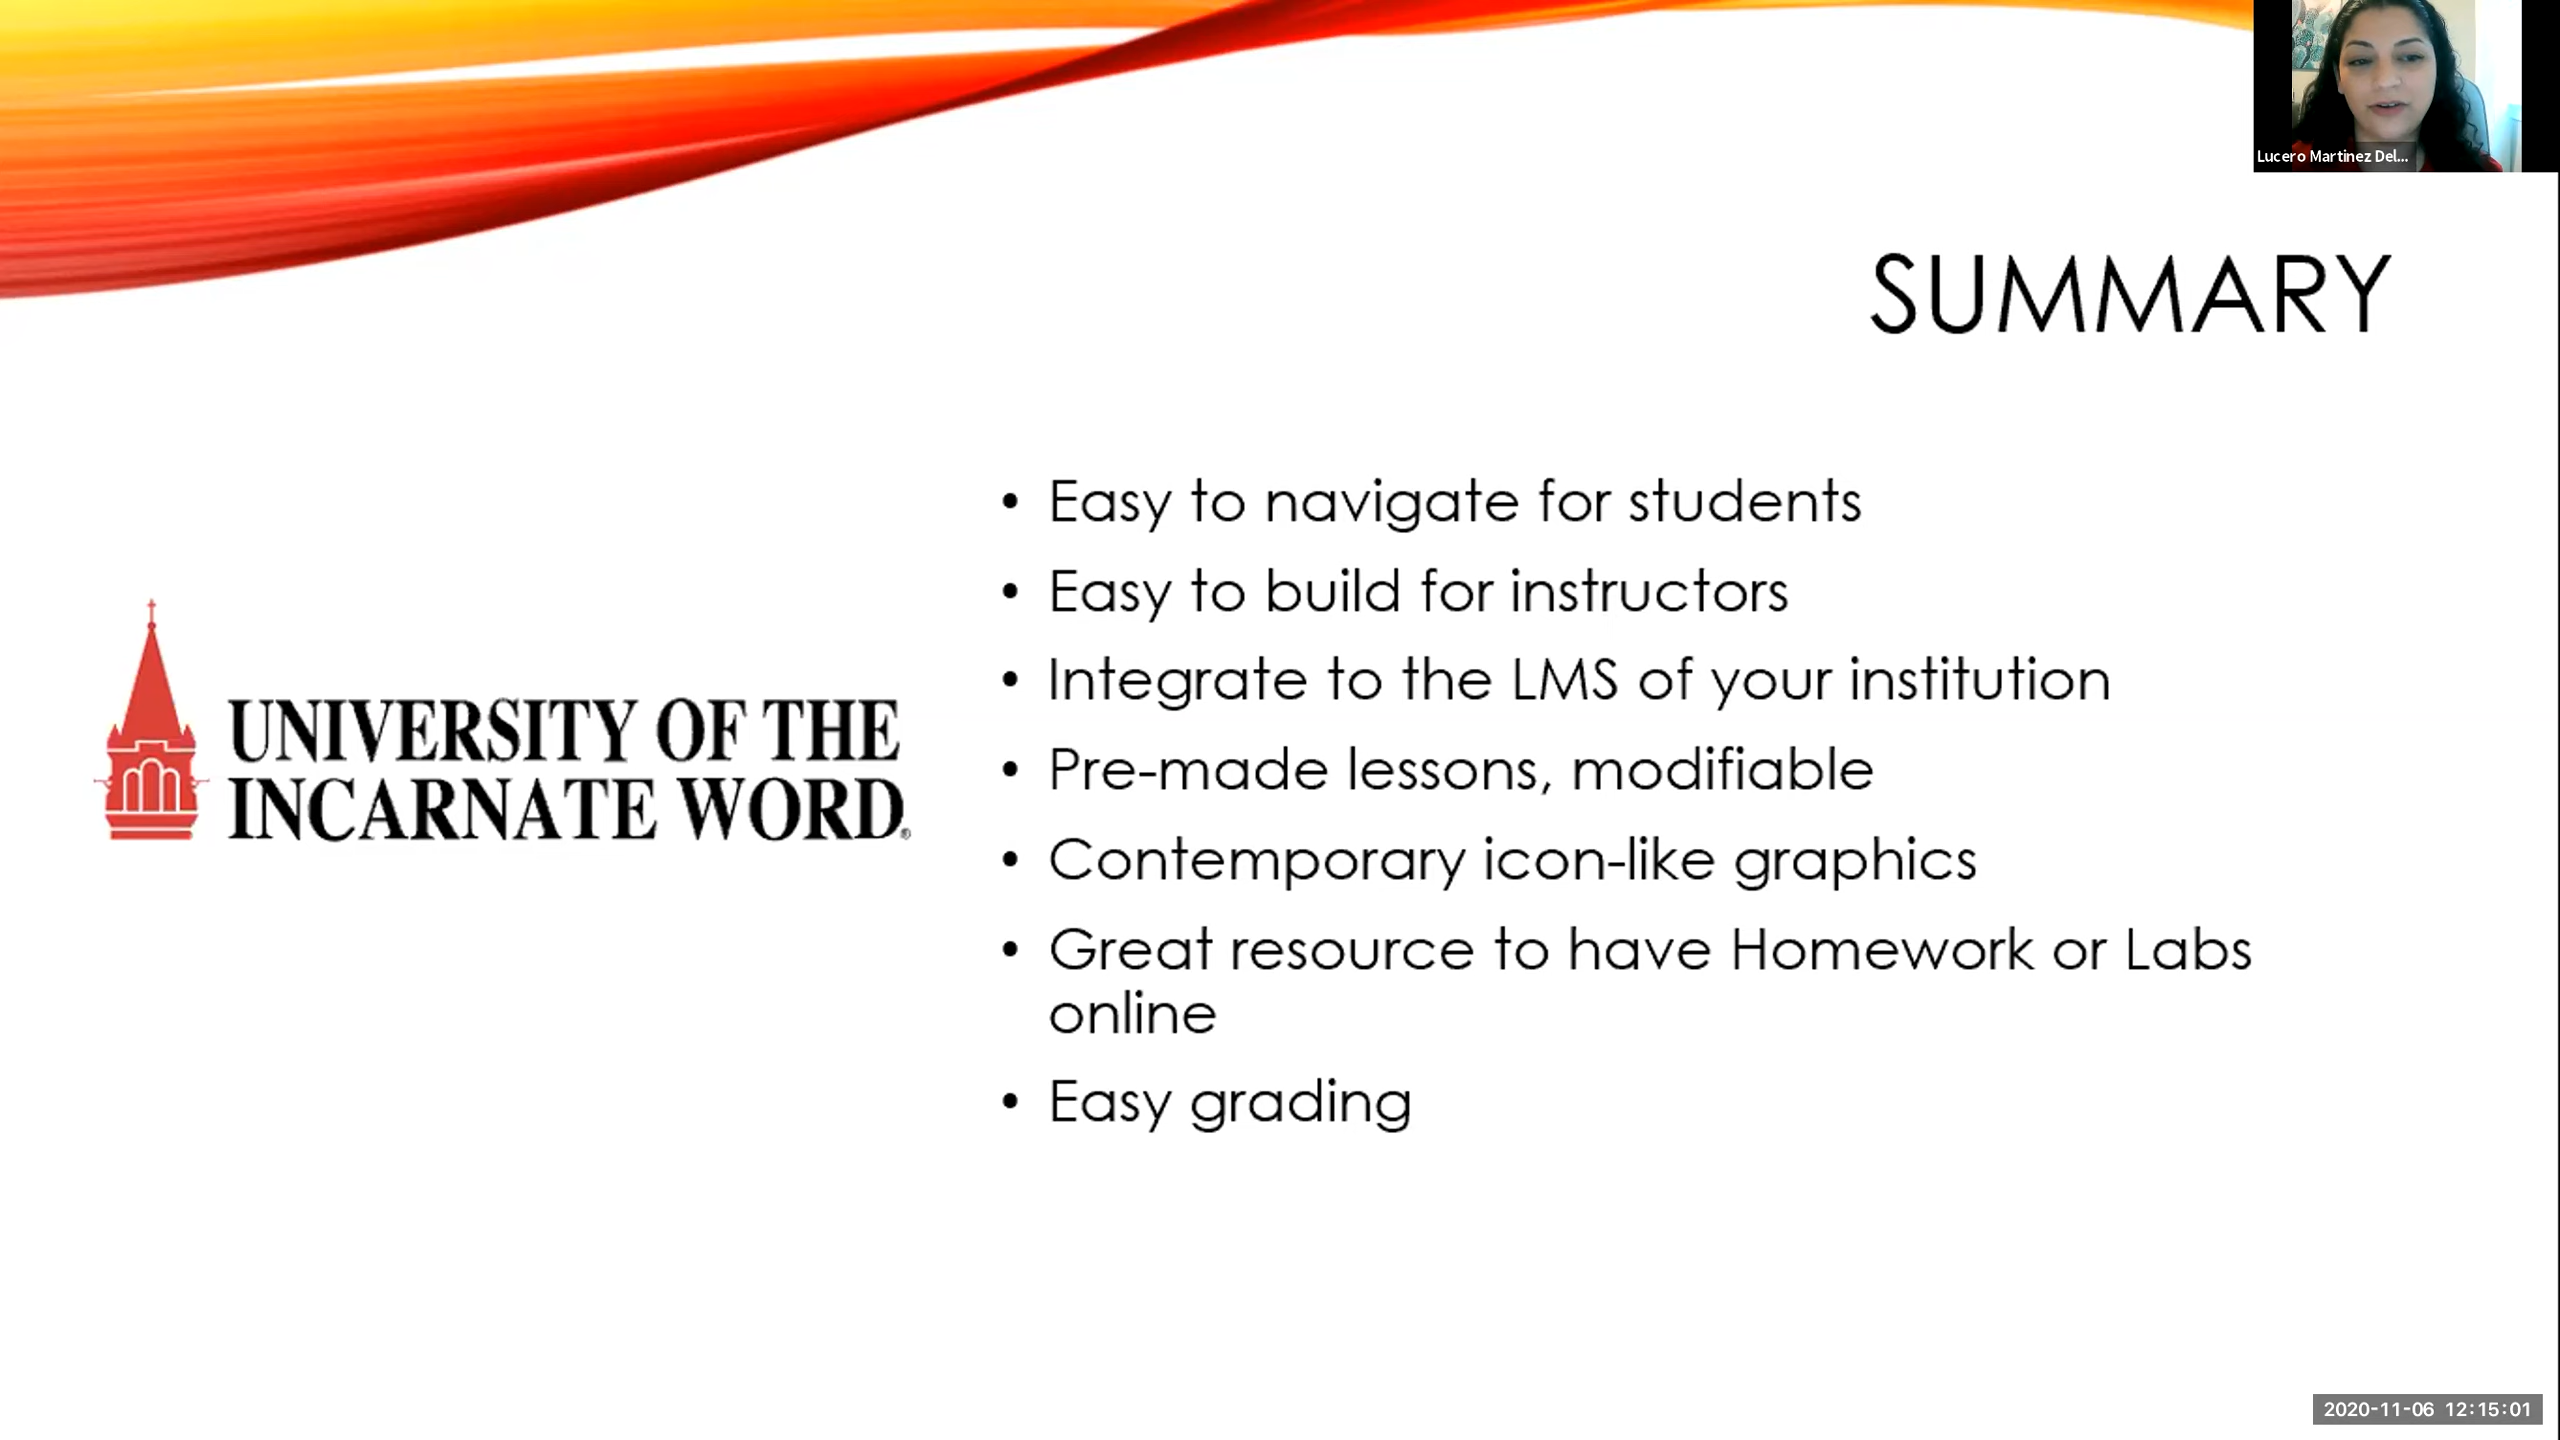 Lucero Martinez Del...
SUMMARY
UNIVERSITY OF THE
INCARNATE WORD®
• Easy to navigate for students
• Easy to build for instructors
• Integrate to the LMS of your institution
• Pre-made lessons, modifiable
• Contemporary icon-like graphics
• Great resource to have Homework or Labs
online
• Easy grading
2020-11-06 12:15:01